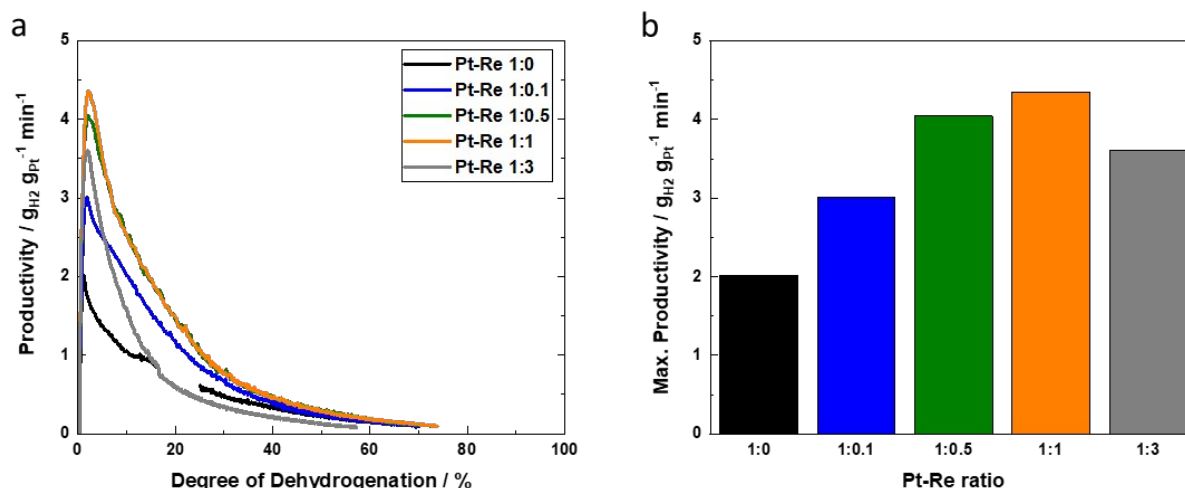 a
5
4
3
2
1
0
Productivity / gH2 gPt-1 min-1
0 20 40 60 80 100
Degree of Dehydrogenation / %
Pt-Re 1:0
Pt-Re 1:0.1
Pt-Re 1:0.5
Pt-Re 1:1
Pt-Re 1:3
b
5
4
3
2
1
0
Max. Productivity / gH2 gPt-1 min-1
1:0 1:0.1 1:0.5 1:1 1:3
Pt-Re ratio